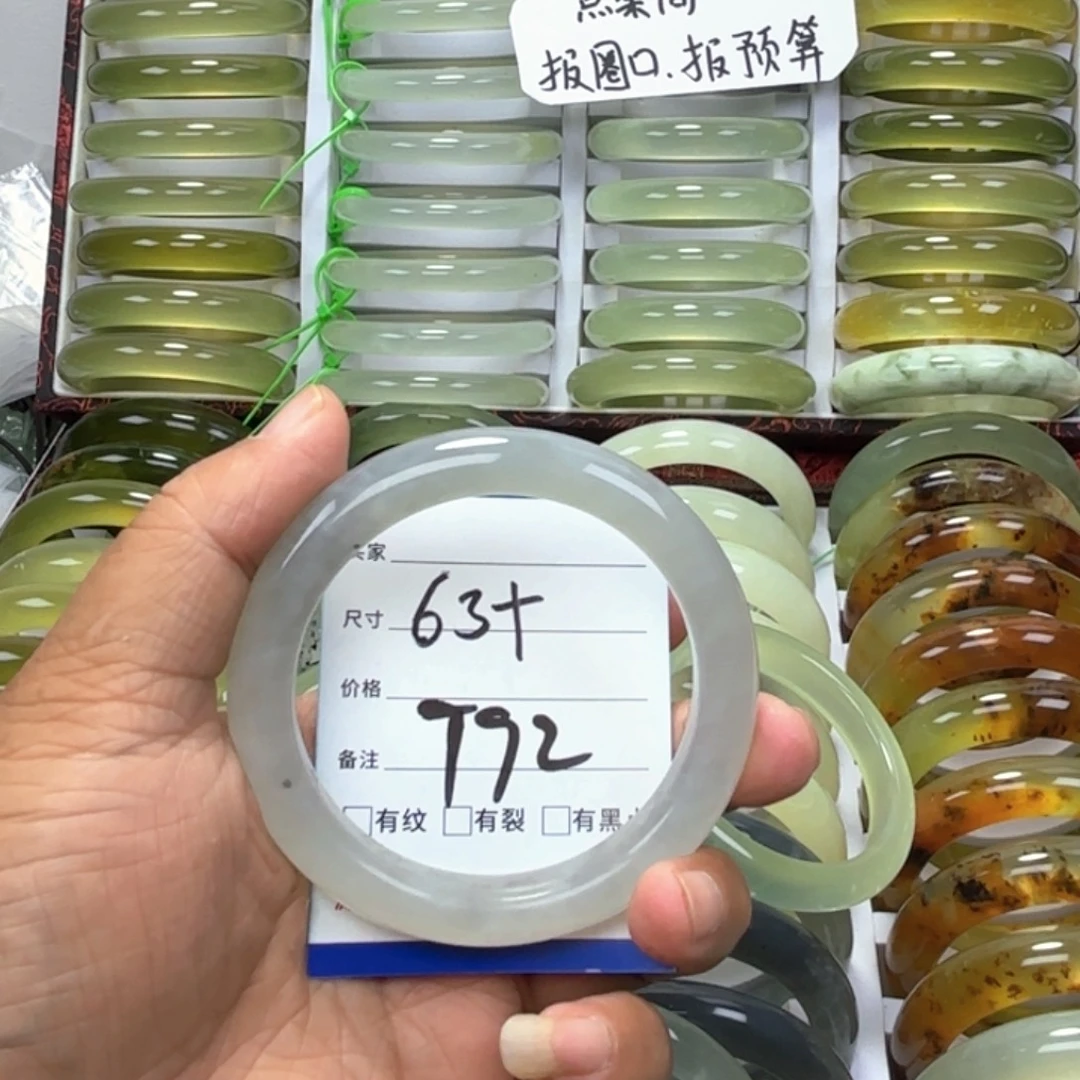 报圈口.报预算
家
尺寸 63+
价格
备注 T92
有纹 有裂 有黑